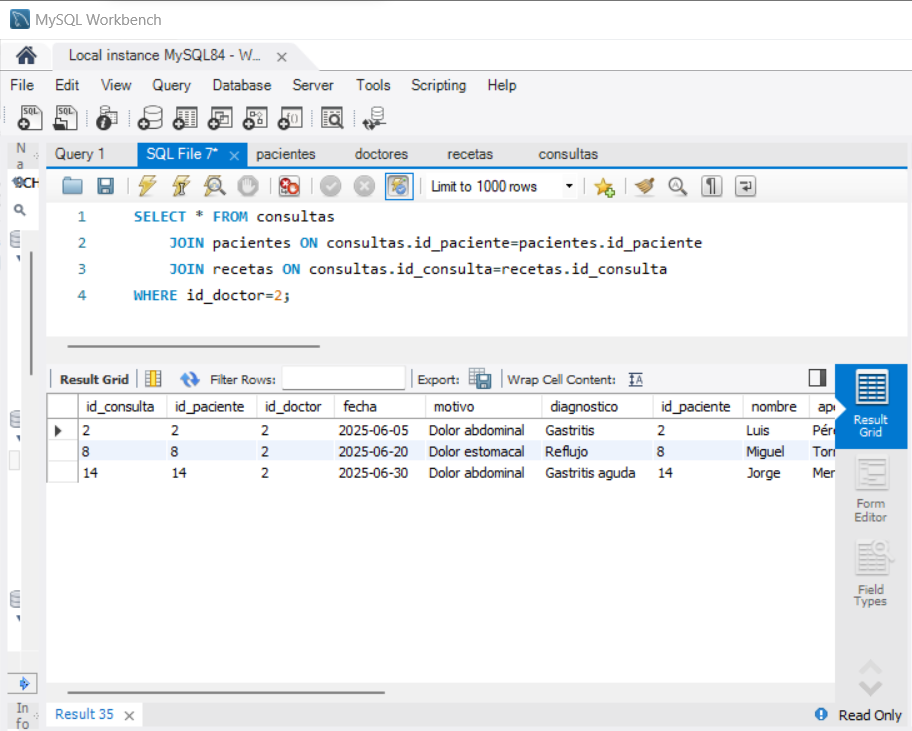 MySQL Workbench
Local instance MySQL84 - W...
File Edit View Query Database Server Tools Scripting Help
N
a
CH
Query 1 SQL File 7* pacientes doctores recetas consultas
Limit to 1000 rows
1 SELECT * FROM consultas
2 JOIN pacientes ON consultas.id_paciente=pacientes.id_paciente
3 JOIN recetas ON consultas.id_consulta=recetas.id_consulta
4 WHERE id_doctor=2;
Result Grid Filter Rows: Export: Wrap Cell Content:
id_consulta id_paciente id_doctor fecha motivo diagnostico id_paciente nombre ape
2 2 2 2025-06-05 Dolor abdominal Gastritis 2 Luis Pér
8 8 2 2025-06-20 Dolor estomacal Reflujo 8 Miguel Torr
14 14 2 2025-06-30 Dolor abdominal Gastritis aguda 14 Jorge Men
Result
Grid
Form
Editor
Field
Types
In
fo
Result 35
Read Only